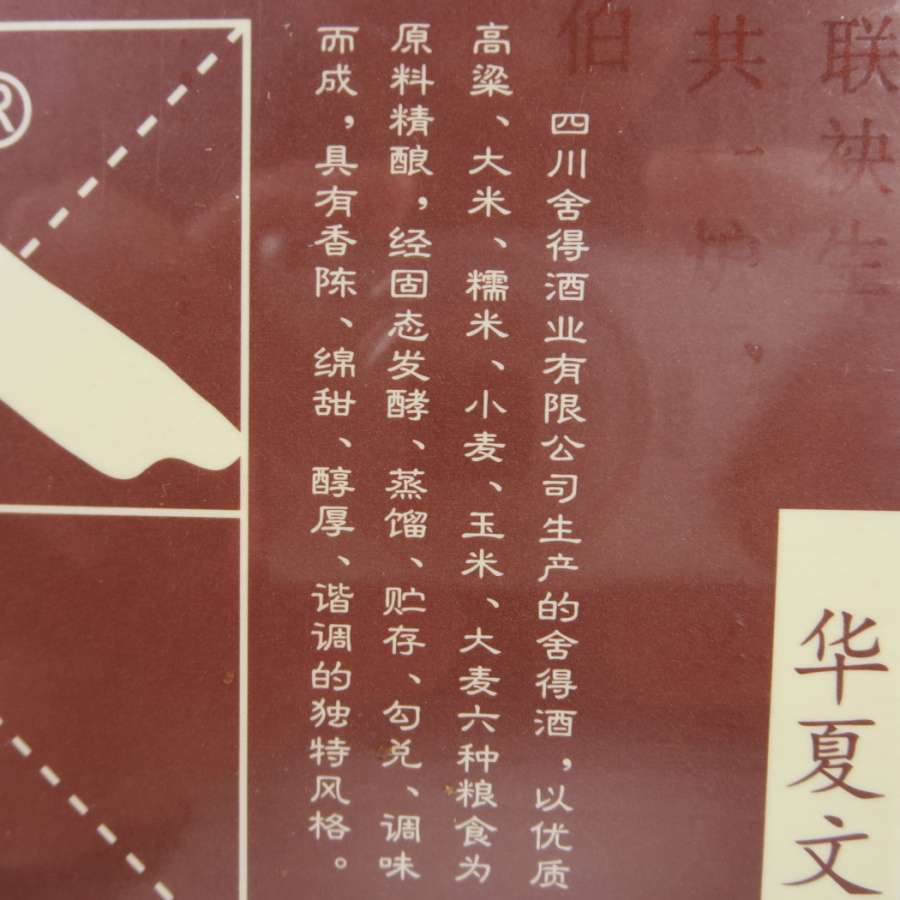 联袂生
共一炉、
伯
华夏文
四川舍得酒业有限公司生产的舍得酒，以优质
高粱、大米、糯米、小麦、玉米、大麦六种粮食为
原料精酿，经固态发酵、蒸馏、贮存、勾兑、调味
而成，具有香陈、绵甜、醇厚、谐调的独特风格。
®